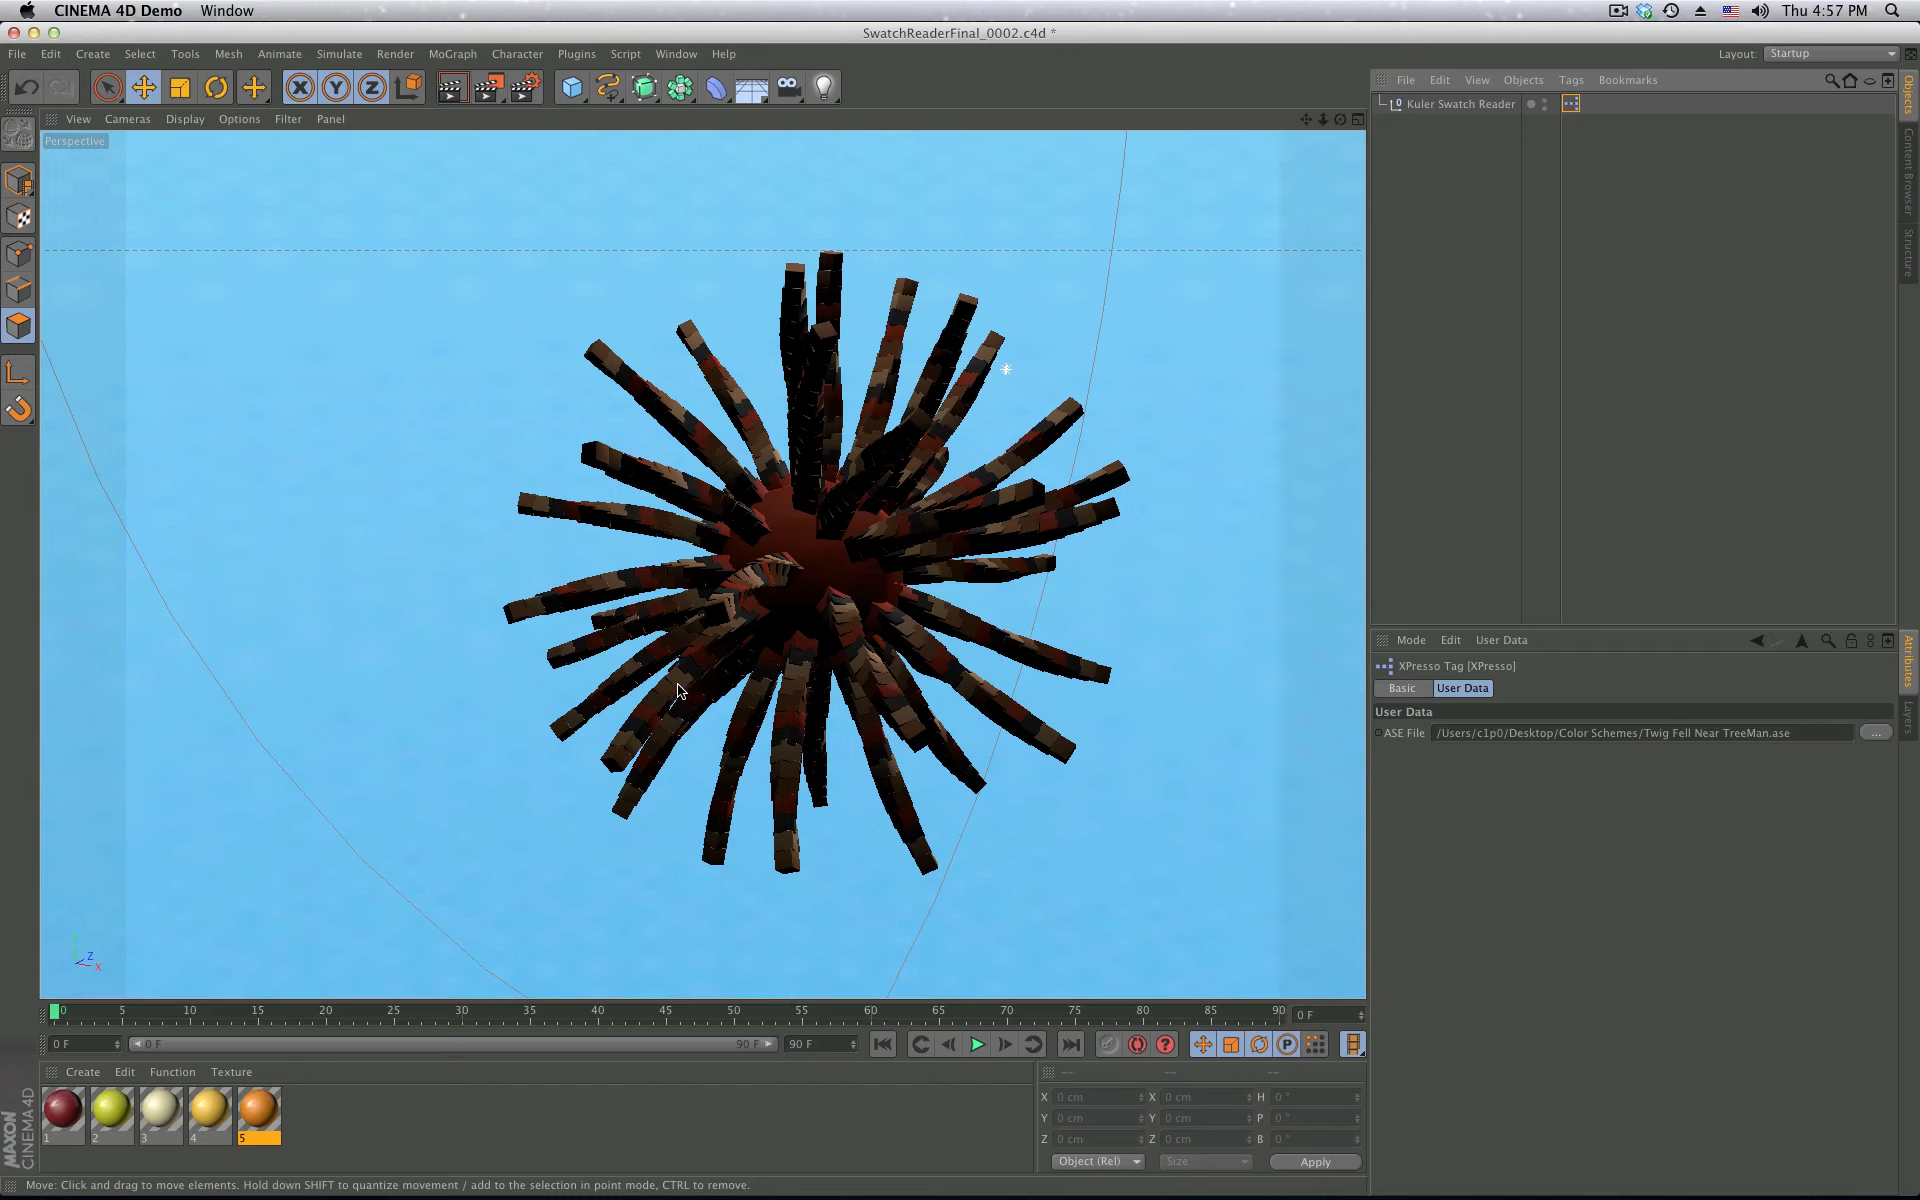 CINEMA 4D Demo Window Thu 4:57 PM
SwatchReaderFinal_0002.c4d *
File Edit Create Select Tools Mesh Animate Simulate Render MoGraph Character Plugins Script Window Help Layout: Startup
X Y Z
File Edit View Objects Tags Bookmarks
View Cameras Display Options Filter Panel
Kuler Swatch Reader
Perspective
Objects
Content Browser
Structure
Mode Edit User Data
XPresso Tag [XPresso]
Basic User Data
User Data
ASE File /Users/c1p0/Desktop/Color Schemes/Twig Fell Near TreeMan.ase ...
Attributes
Layers
Y
Z
X
0 5 10 15 20 25 30 35 40 45 50 55 60 65 70 75 80 85 90 0 F
0 F 0 F 90 F 90 F
Create Edit Function Texture
-- -- --
X 0 cm X 0 cm H 0 °
Y 0 cm Y 0 cm P 0 °
Z 0 cm Z 0 cm B 0 °
1 2 3 4 5
Object (Rel) Size Apply
MAXON
CINEMA 4D
Move: Click and drag to move elements. Hold down SHIFT to quantize movement / add to the selection in point mode, CTRL to remove.